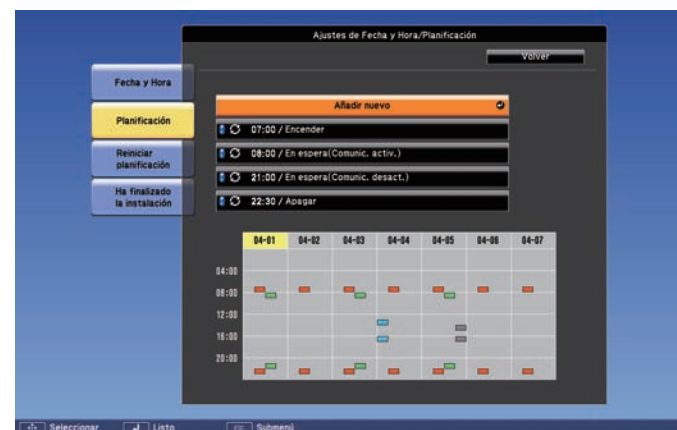 Ajustes de Fecha y Hora/Planificación
Volver
Fecha y Hora
Planificación
Reiniciar
planificación
Ha finalizado
la instalación
Añadir nuevo
07:00 / Encender
08:00 / En espera(Comunic. activ.)
21:00 / En espera(Comunic. desact.)
22:30 / Apagar
04-01 04-02 04-03 04-04 04-05 04-06 04-07
04:00
08:00
12:00
16:00
20:00
Seleccionar Listo Submenú